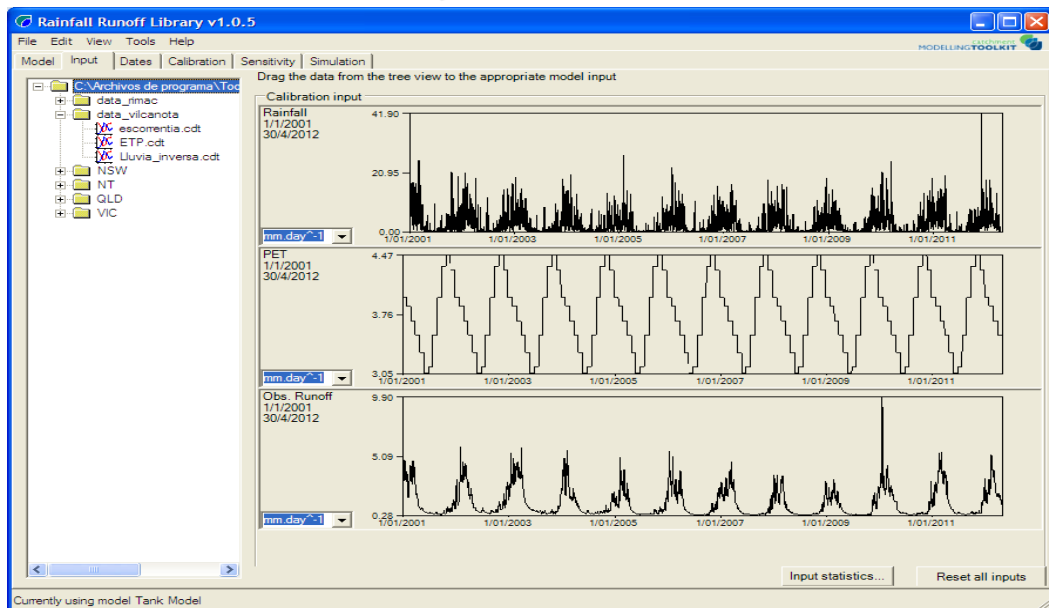 Rainfall Runoff Library v1.0.5
File Edit View Tools Help
catchment
MODELLINGTOOLKIT
Model Input Dates Calibration Sensitivity Simulation
Drag the data from the tree view to the appropriate model input
C:\Archivos de programa\Too
data_rimac
data_vilcanota
escorrentia.cdt
ETP.cdt
Lluvia_inversa.cdt
NSW
NT
QLD
VIC
Calibration input
Rainfall
1/1/2001
30/4/2012
mm.day^-1
41.90
20.95
0.00
1/01/2001 1/01/2003 1/01/2005 1/01/2007 1/01/2009 1/01/2011
PET
1/1/2001
30/4/2012
mm.day^-1
4.47
3.76
3.05
1/01/2001 1/01/2003 1/01/2005 1/01/2007 1/01/2009 1/01/2011
Obs. Runoff
1/1/2001
30/4/2012
mm.day^-1
9.90
5.09
0.28
1/01/2001 1/01/2003 1/01/2005 1/01/2007 1/01/2009 1/01/2011
Input statistics... Reset all inputs
Currently using model Tank Model